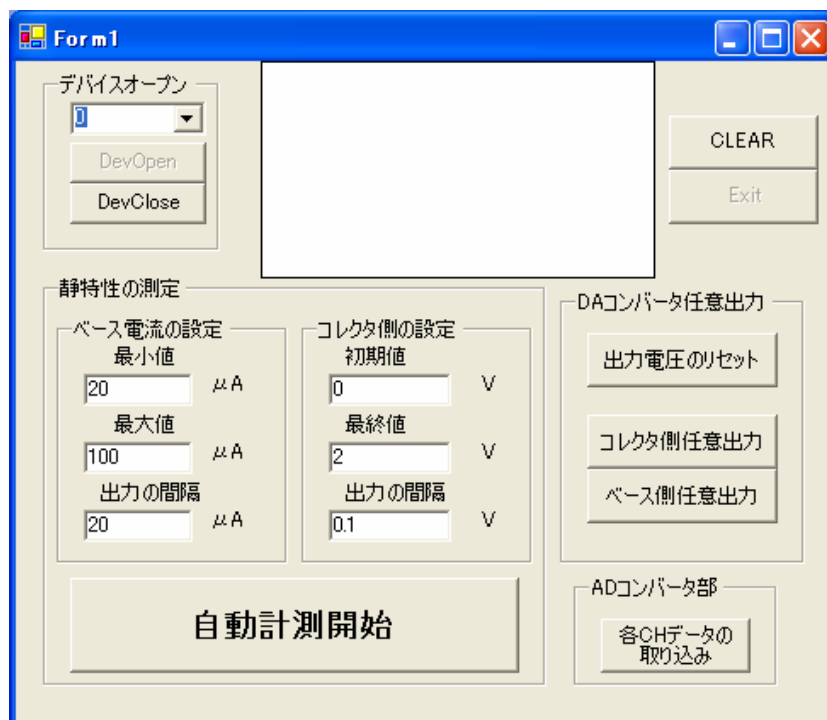 Form1
デバイスオープン
0
DevOpen
DevClose
CLEAR
Exit
静特性の測定
ベース電流の設定
最小値
20 μA
最大値
100 μA
出力の間隔
20 μA
コレクタ側の設定
初期値
0 V
最終値
2 V
出力の間隔
0.1 V
自動計測開始
DAコンバータ任意出力
出力電圧のリセット
コレクタ側任意出力
ベース側任意出力
ADコンバータ部
各CHデータの
取り込み